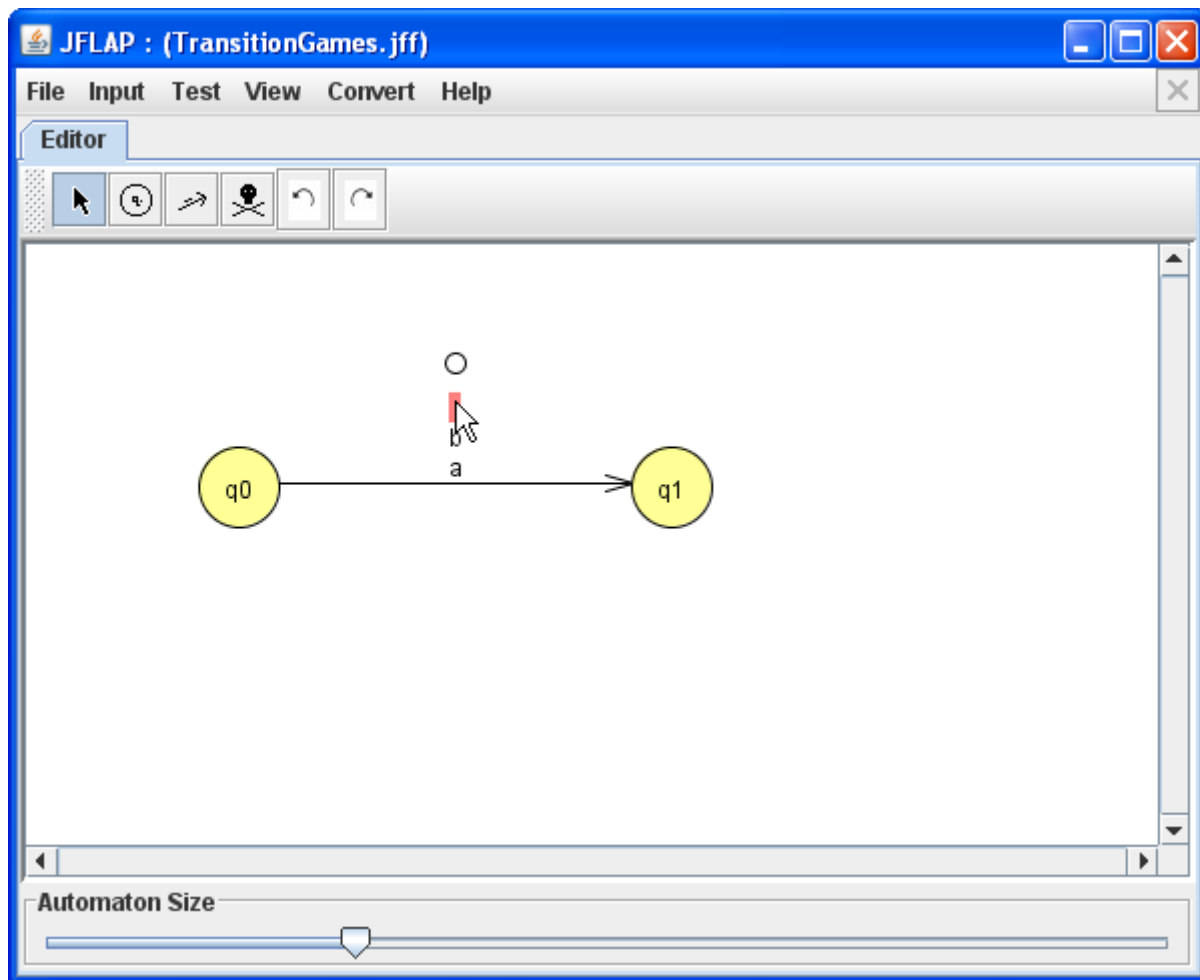 JFLAP : (TransitionGames.jff)
File Input Test View Convert Help
Editor
q
b
a
q0 q1
Automaton Size